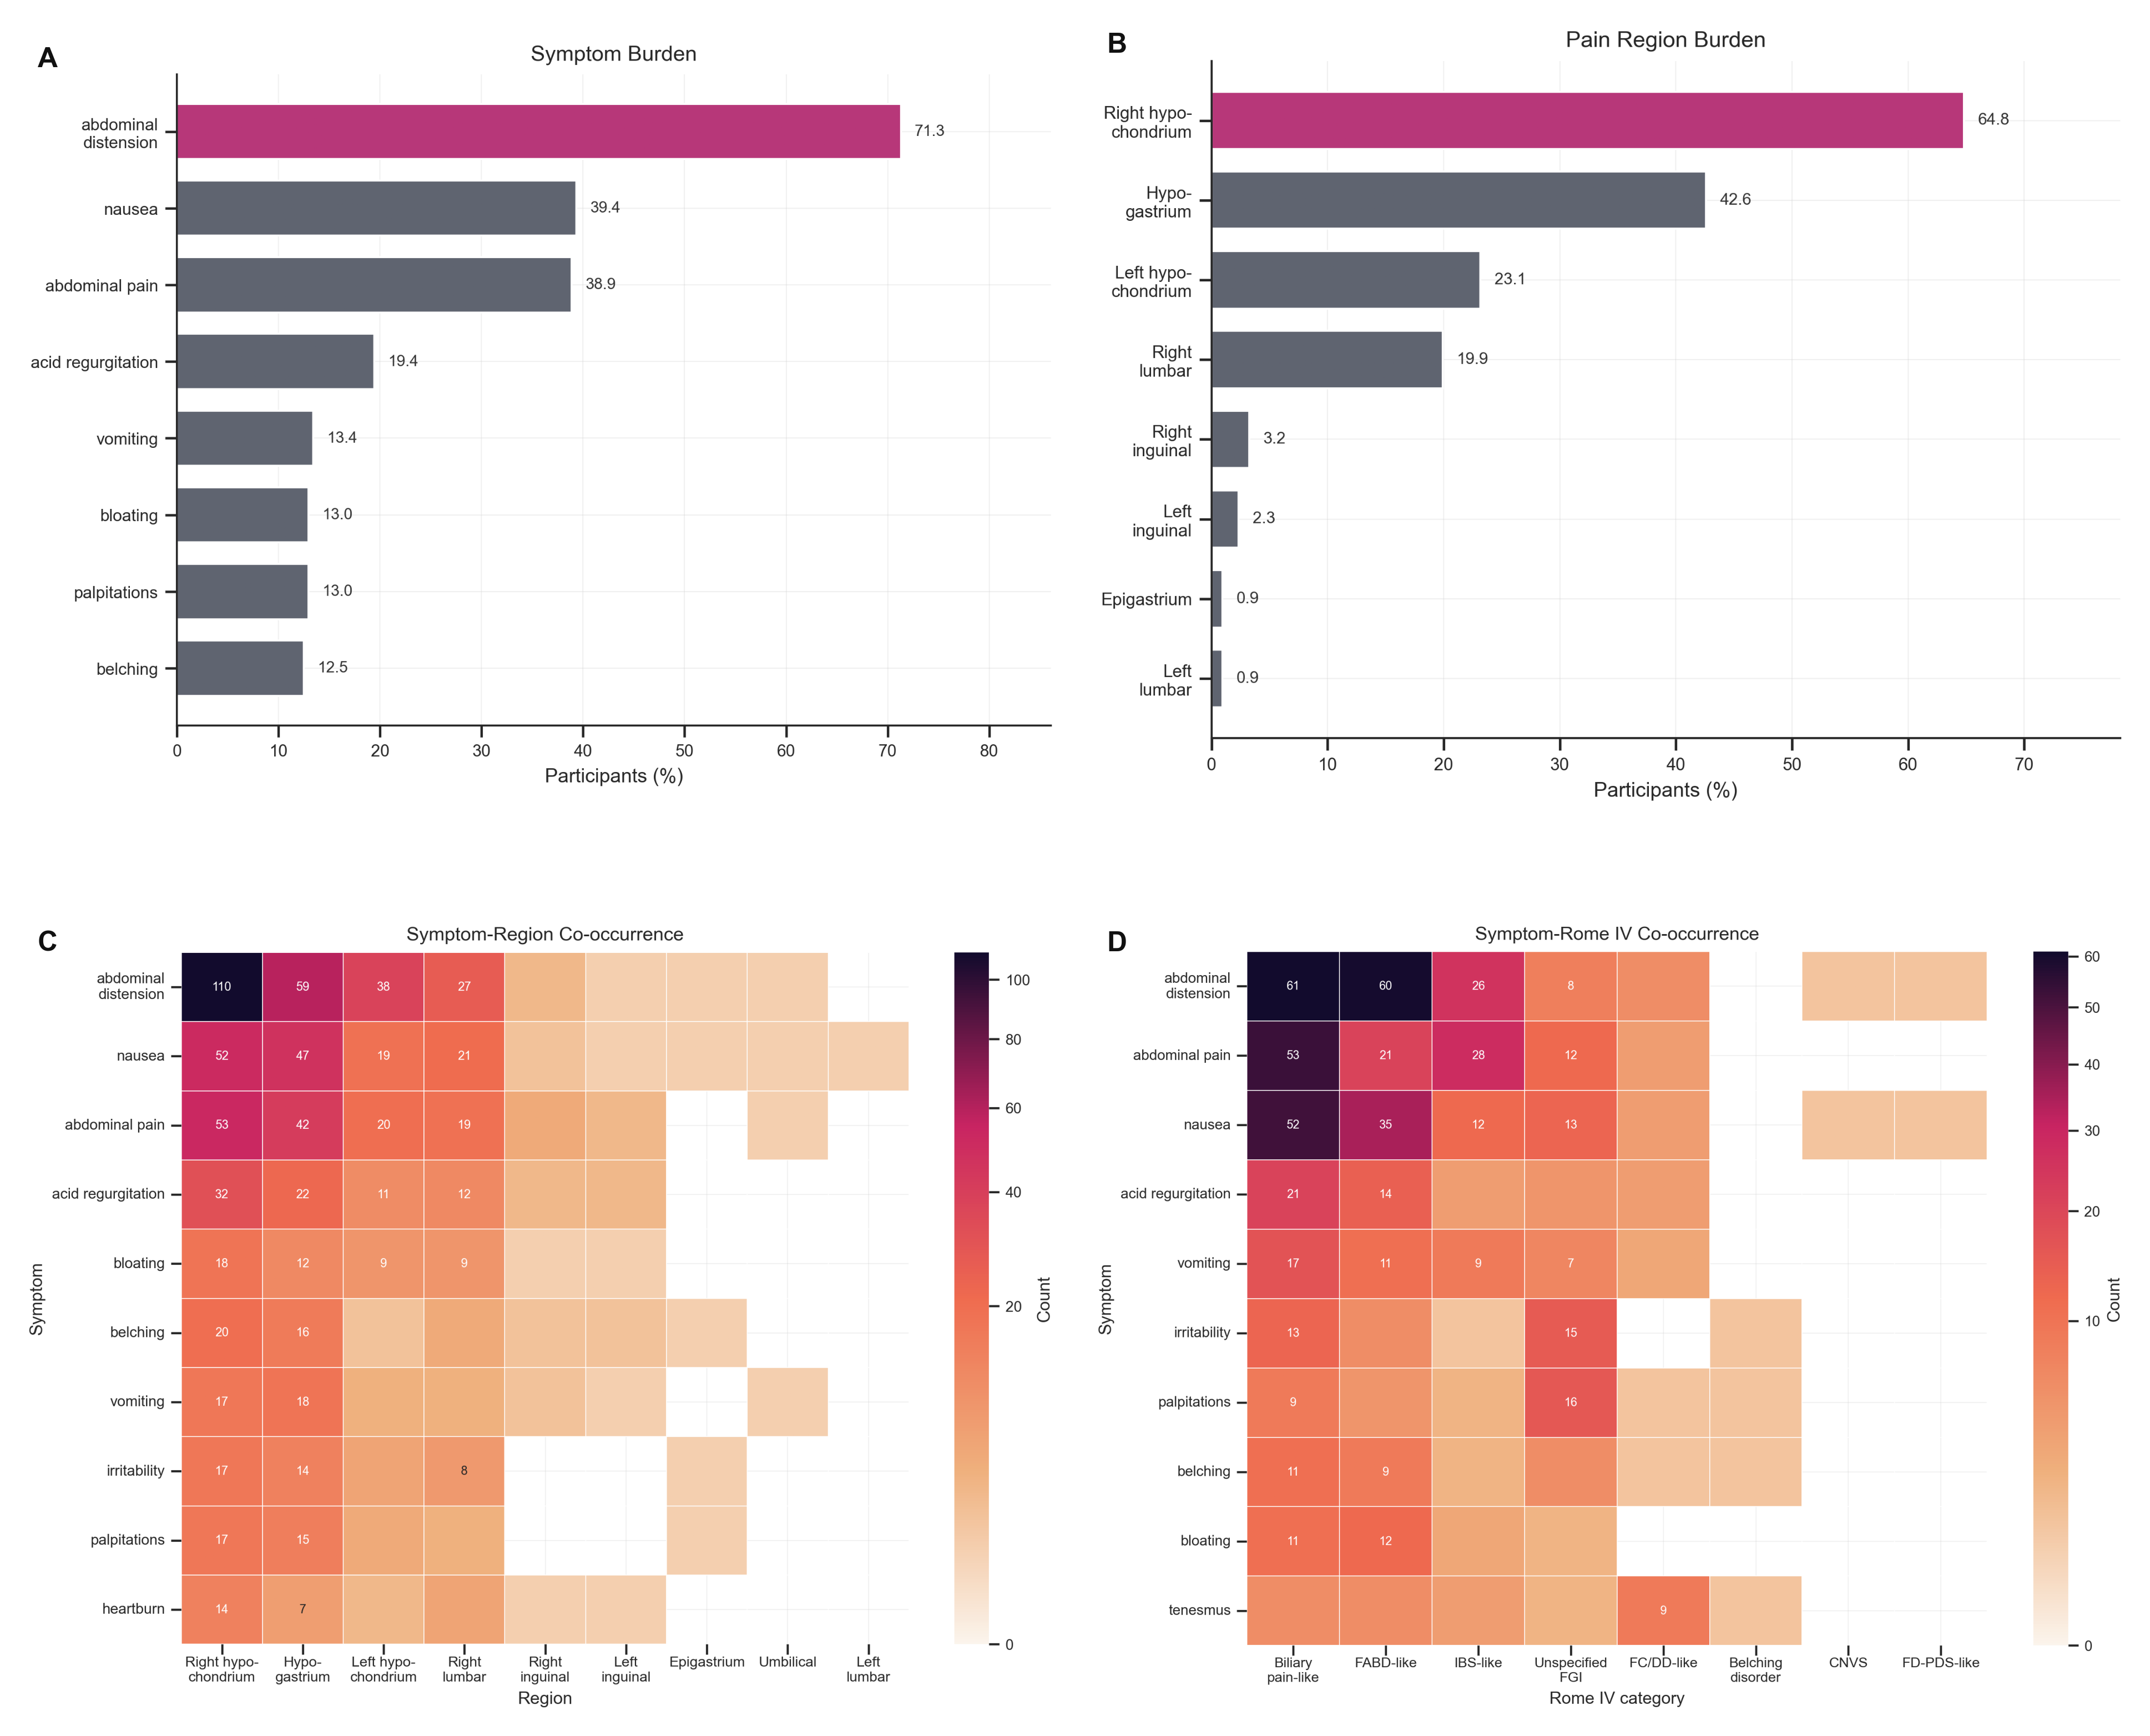 A
Symptom Burden
abdominal
distension
71.3
nausea
39.4
abdominal pain
38.9
acid regurgitation
19.4
vomiting
13.4
bloating
13.0
palpitations
13.0
belching
12.5
0 10 20 30 40 50 60 70 80
Participants (%)
B
Pain Region Burden
Right hypo-
chondrium
64.8
Hypo-
gastrium
42.6
Left hypo-
chondrium
23.1
Right
lumbar
19.9
Right
inguinal
3.2
Left
inguinal
2.3
Epigastrium
0.9
Left
lumbar
0.9
0 10 20 30 40 50 60 70
Participants (%)
C
Symptom-Region Co-occurrence
Symptom
abdominal
distension
110 59 38 27
nausea
52 47 19 21
abdominal pain
53 42 20 19
acid regurgitation
32 22 11 12
bloating
18 12 9 9
belching
20 16
vomiting
17 18
irritability
17 14 8
palpitations
17 15
heartburn
14 7
Right hypo-
chondrium
Hypo-
gastrium
Left hypo-
chondrium
Right
lumbar
Right
inguinal
Left
inguinal
Epigastrium
Umbilical
Left
lumbar
Region
100
80
60
40
20
0
Count
D
Symptom-Rome IV Co-occurrence
Symptom
abdominal
distension
61 60 26 8
abdominal pain
53 21 28 12
nausea
52 35 12 13
acid regurgitation
21 14
vomiting
17 11 9 7
irritability
13 15
palpitations
9 16
belching
11 9
bloating
11 12
tenesmus
9
Biliary
pain-like
FABD-like
IBS-like
Unspecified
FGI
FC/DD-like
Belching
disorder
CNVS
FD-PDS-like
Rome IV category
60
50
40
30
20
10
0
Count